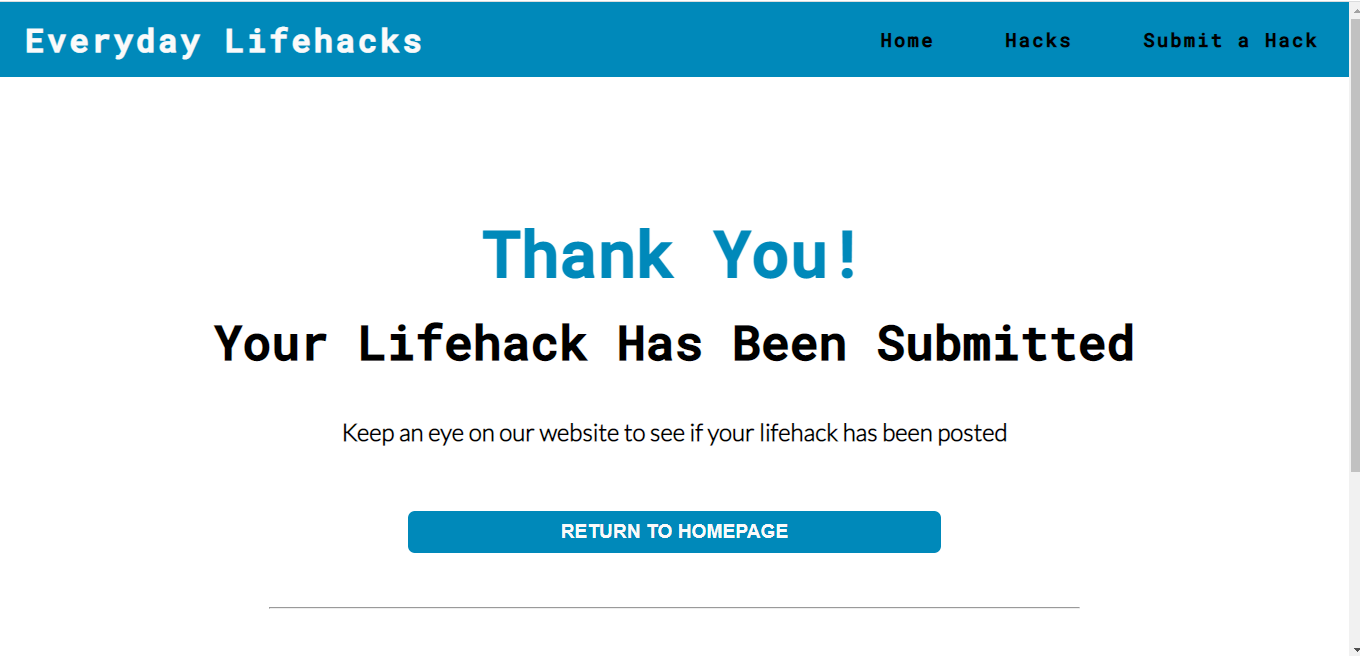 Everyday Lifehacks
Home Hacks Submit a Hack
Thank You!
Your Lifehack Has Been Submitted
Keep an eye on our website to see if your lifehack has been posted
RETURN TO HOMEPAGE